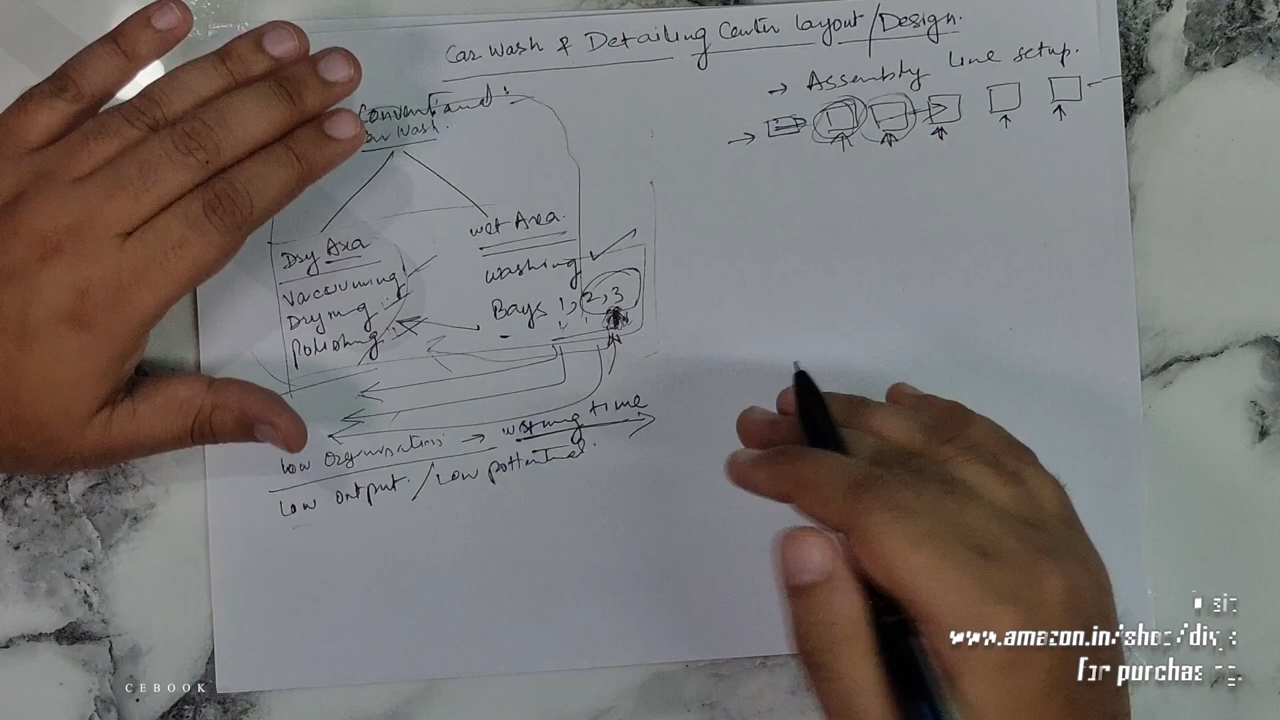 Car Wash & Detailing Center Layout/Design.
Conventional:
Car Wash.
Dry Area
Vacuuming
Drying
Polishing
Wet Area.
Washing
Bays 1, 2, 3
Low Organisation → Waiting time
Low output. / Low potential.
→ Assembly Line setup.
www.amazon.in/shop/di
for purchas
CEBOOK